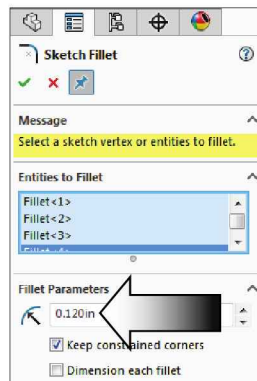 Sketch Fillet
Message
Select a sketch vertex or entities to fillet.
Entities to Fillet
Fillet<1>
Fillet<2>
Fillet<3>
Fillet Parameters
0.120in
Keep constrained corners
Dimension each fillet